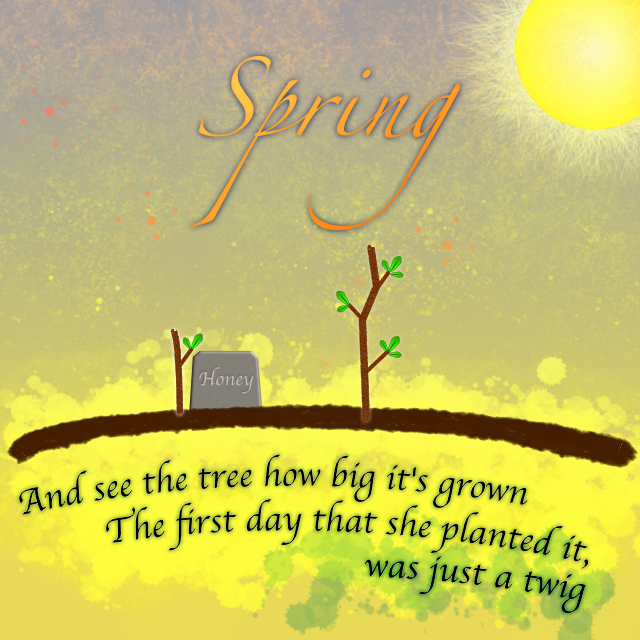 Spring
Honey
And see the tree how big it's grown
The first day that she planted it,
was just a twig